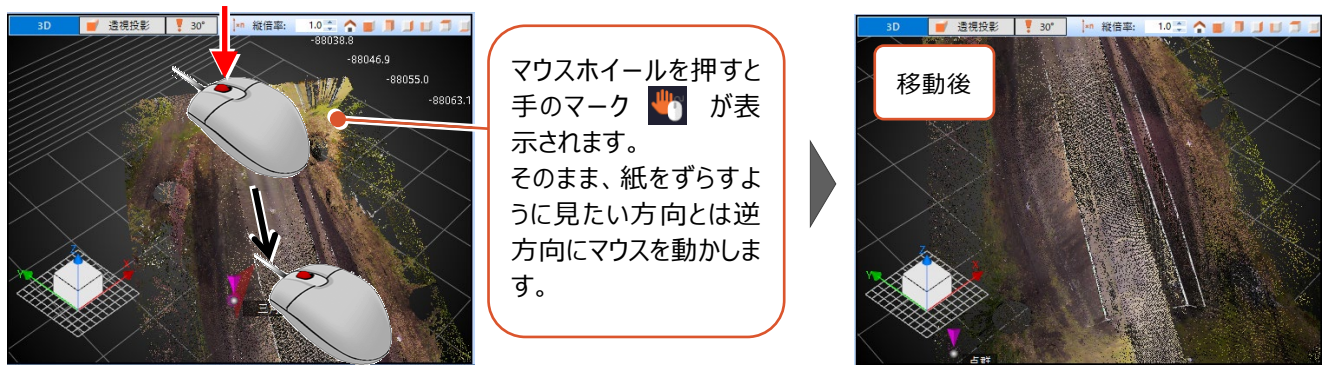 3D 透視投影 30° 縦倍率: 1.0
-88038.8
-88046.9
-88055.0
-88063.1
Z
Y
X
三
マウスホイールを押すと
手のマーク が表
示されます。
そのまま、紙をずらすよ
うに見たい方向とは逆
方向にマウスを動かしま
す。
3D 透視投影 30° 縦倍率: 1.0
移動後
Z
Y
X
点群